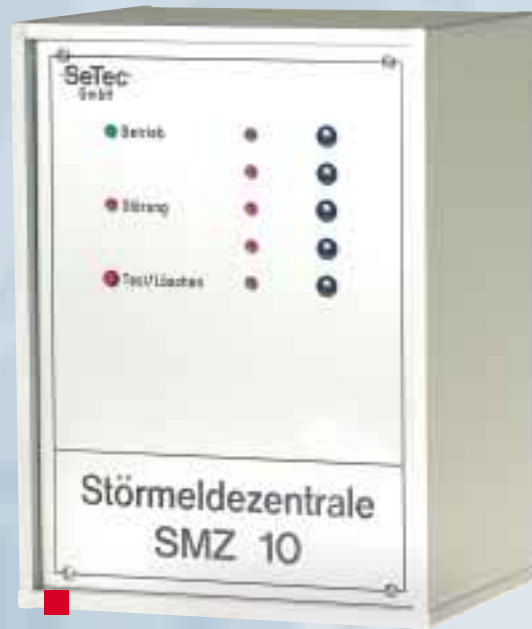 SeTec
GmbH
Betrieb
Störung
Test/Löschen
Störmeldezentrale
SMZ 10